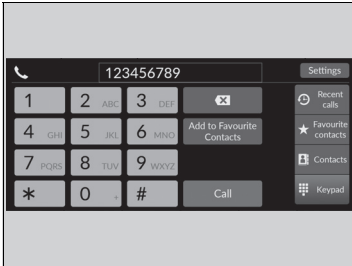 123456789
Settings
1
2 ABC
3 DEF
Recent
calls
4 GHI
5 JKL
6 MNO
Add to Favourite
Contacts
Favourite
contacts
7 PQRS
8 TUV
9 WXYZ
Contacts
*
0 +
#
Call
Keypad